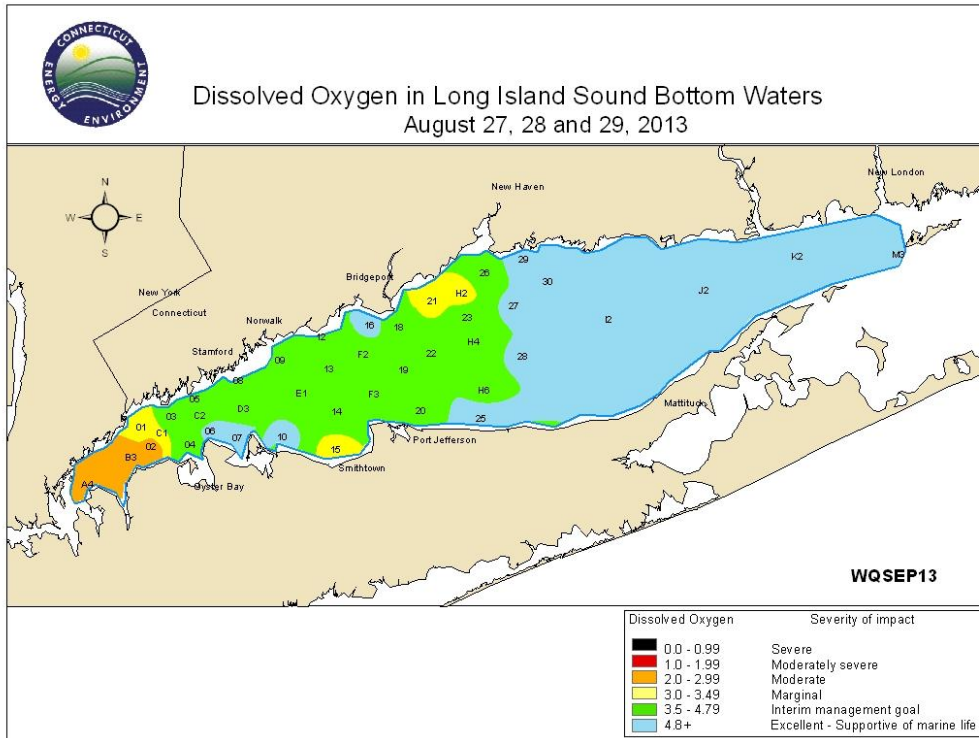 CONNECTICUT
ENERGY
ENVIRONMENT
Dissolved Oxygen in Long Island Sound Bottom Waters
August 27, 28 and 29, 2013
N
W E
S
New London
New Haven
Bridgeport
New York
Connecticut
Norwalk
Stamford
29
26
30
K2
M3
21
H2
27
J2
16
18
23
I2
12
F2
22
H4
28
09
13
19
08
E1
F3
H6
05
C2
D3
14
20
25
Mattituck
01
03
C1
02
04
06
07
10
15
Port Jefferson
B3
Smithtown
A4
Oyster Bay
WQSEP13
Dissolved Oxygen Severity of impact
0.0 - 0.99 Severe
1.0 - 1.99 Moderately severe
2.0 - 2.99 Moderate
3.0 - 3.49 Marginal
3.5 - 4.79 Interim management goal
4.8+ Excellent - Supportive of marine life